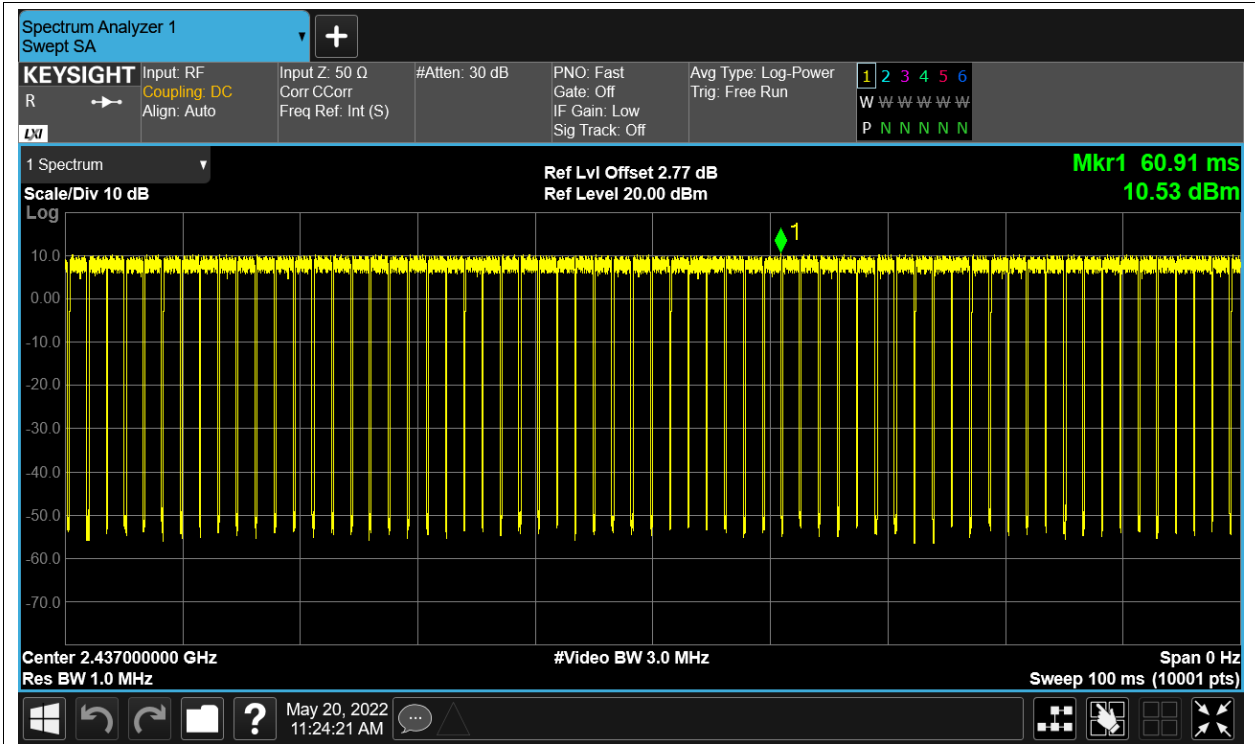 Spectrum Analyzer 1
Swept SA
KEYSIGHT
R
LXI
Input: RF
Coupling: DC
Align: Auto
Input Z: 50 Ω
Corr CCorr
Freq Ref: Int (S)
#Atten: 30 dB
PNO: Fast
Gate: Off
IF Gain: Low
Sig Track: Off
Avg Type: Log-Power
Trig: Free Run
1 2 3 4 5 6
W W W W W W
P N N N N N
1 Spectrum
Scale/Div 10 dB
Log
Ref Lvl Offset 2.77 dB
Ref Level 20.00 dBm
Mkr1 60.91 ms
10.53 dBm
1
10.0
0.00
-10.0
-20.0
-30.0
-40.0
-50.0
-60.0
-70.0
Center 2.437000000 GHz
Res BW 1.0 MHz
#Video BW 3.0 MHz
Span 0 Hz
Sweep 100 ms (10001 pts)
?
May 20, 2022
11:24:21 AM